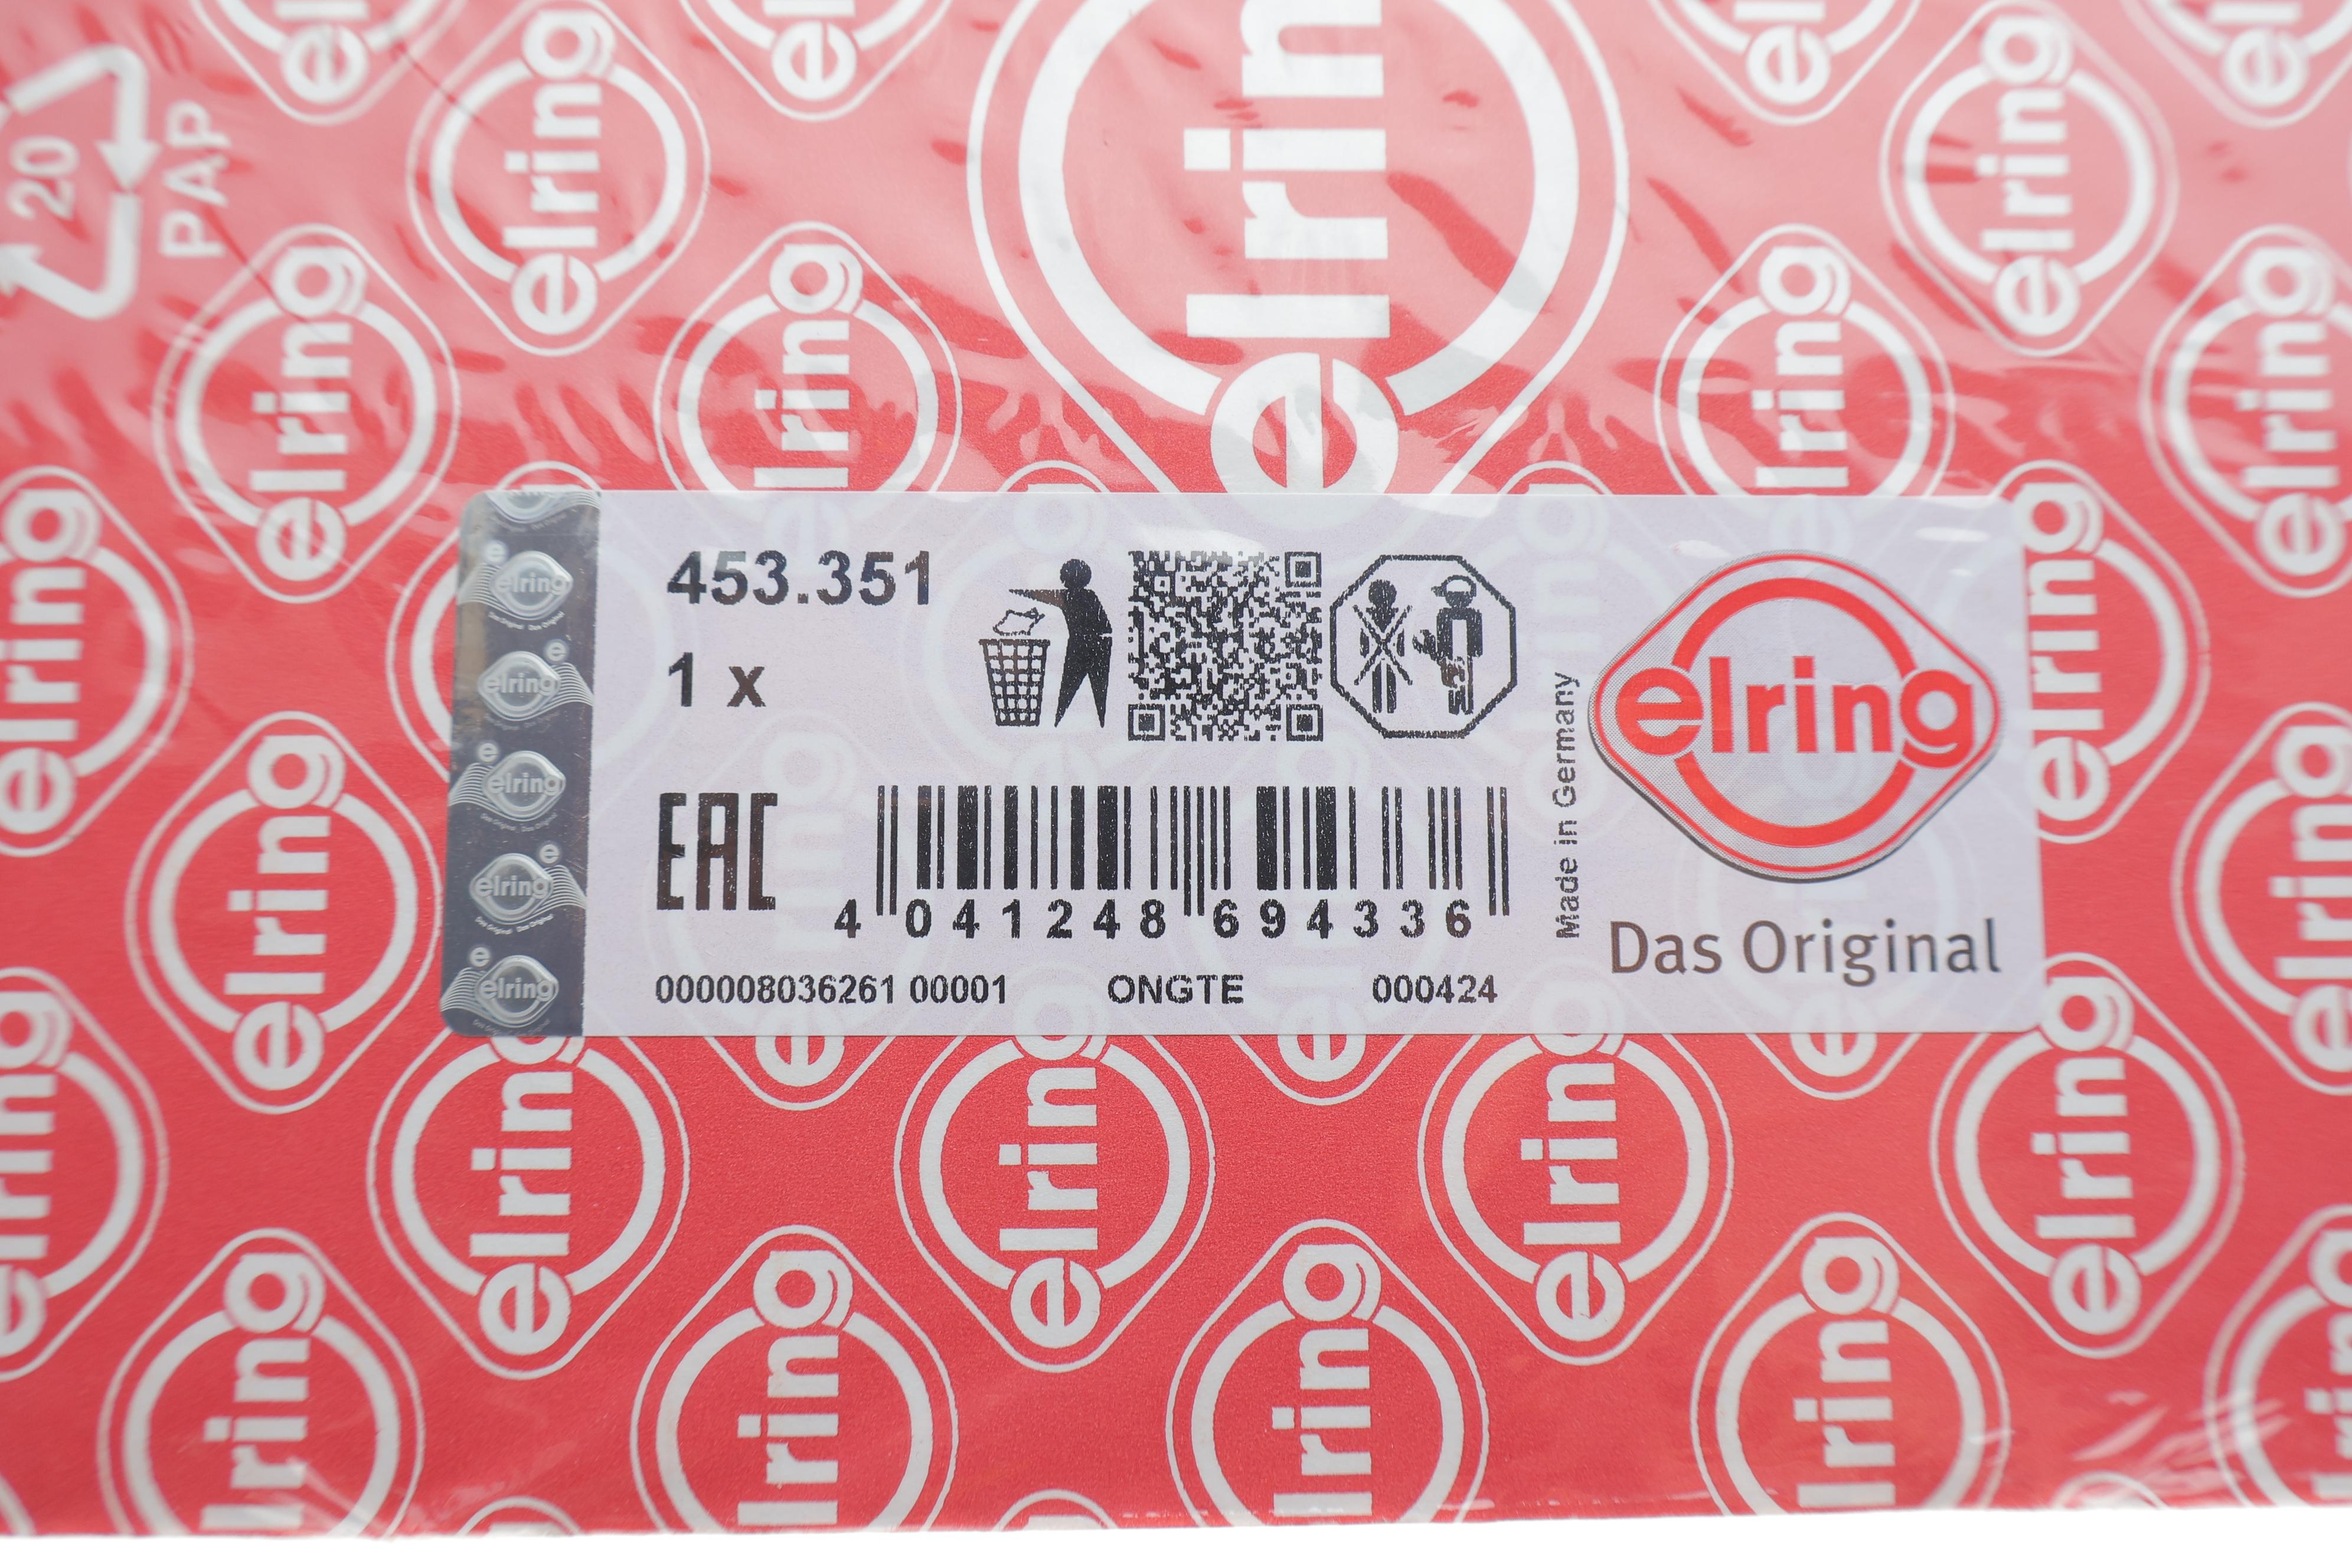 20
PAP
elring
453.351
1 x
EAC
4 041248 694336
000008036261 00001 ONGTE 000424
Made in Germany
elring
Das Original